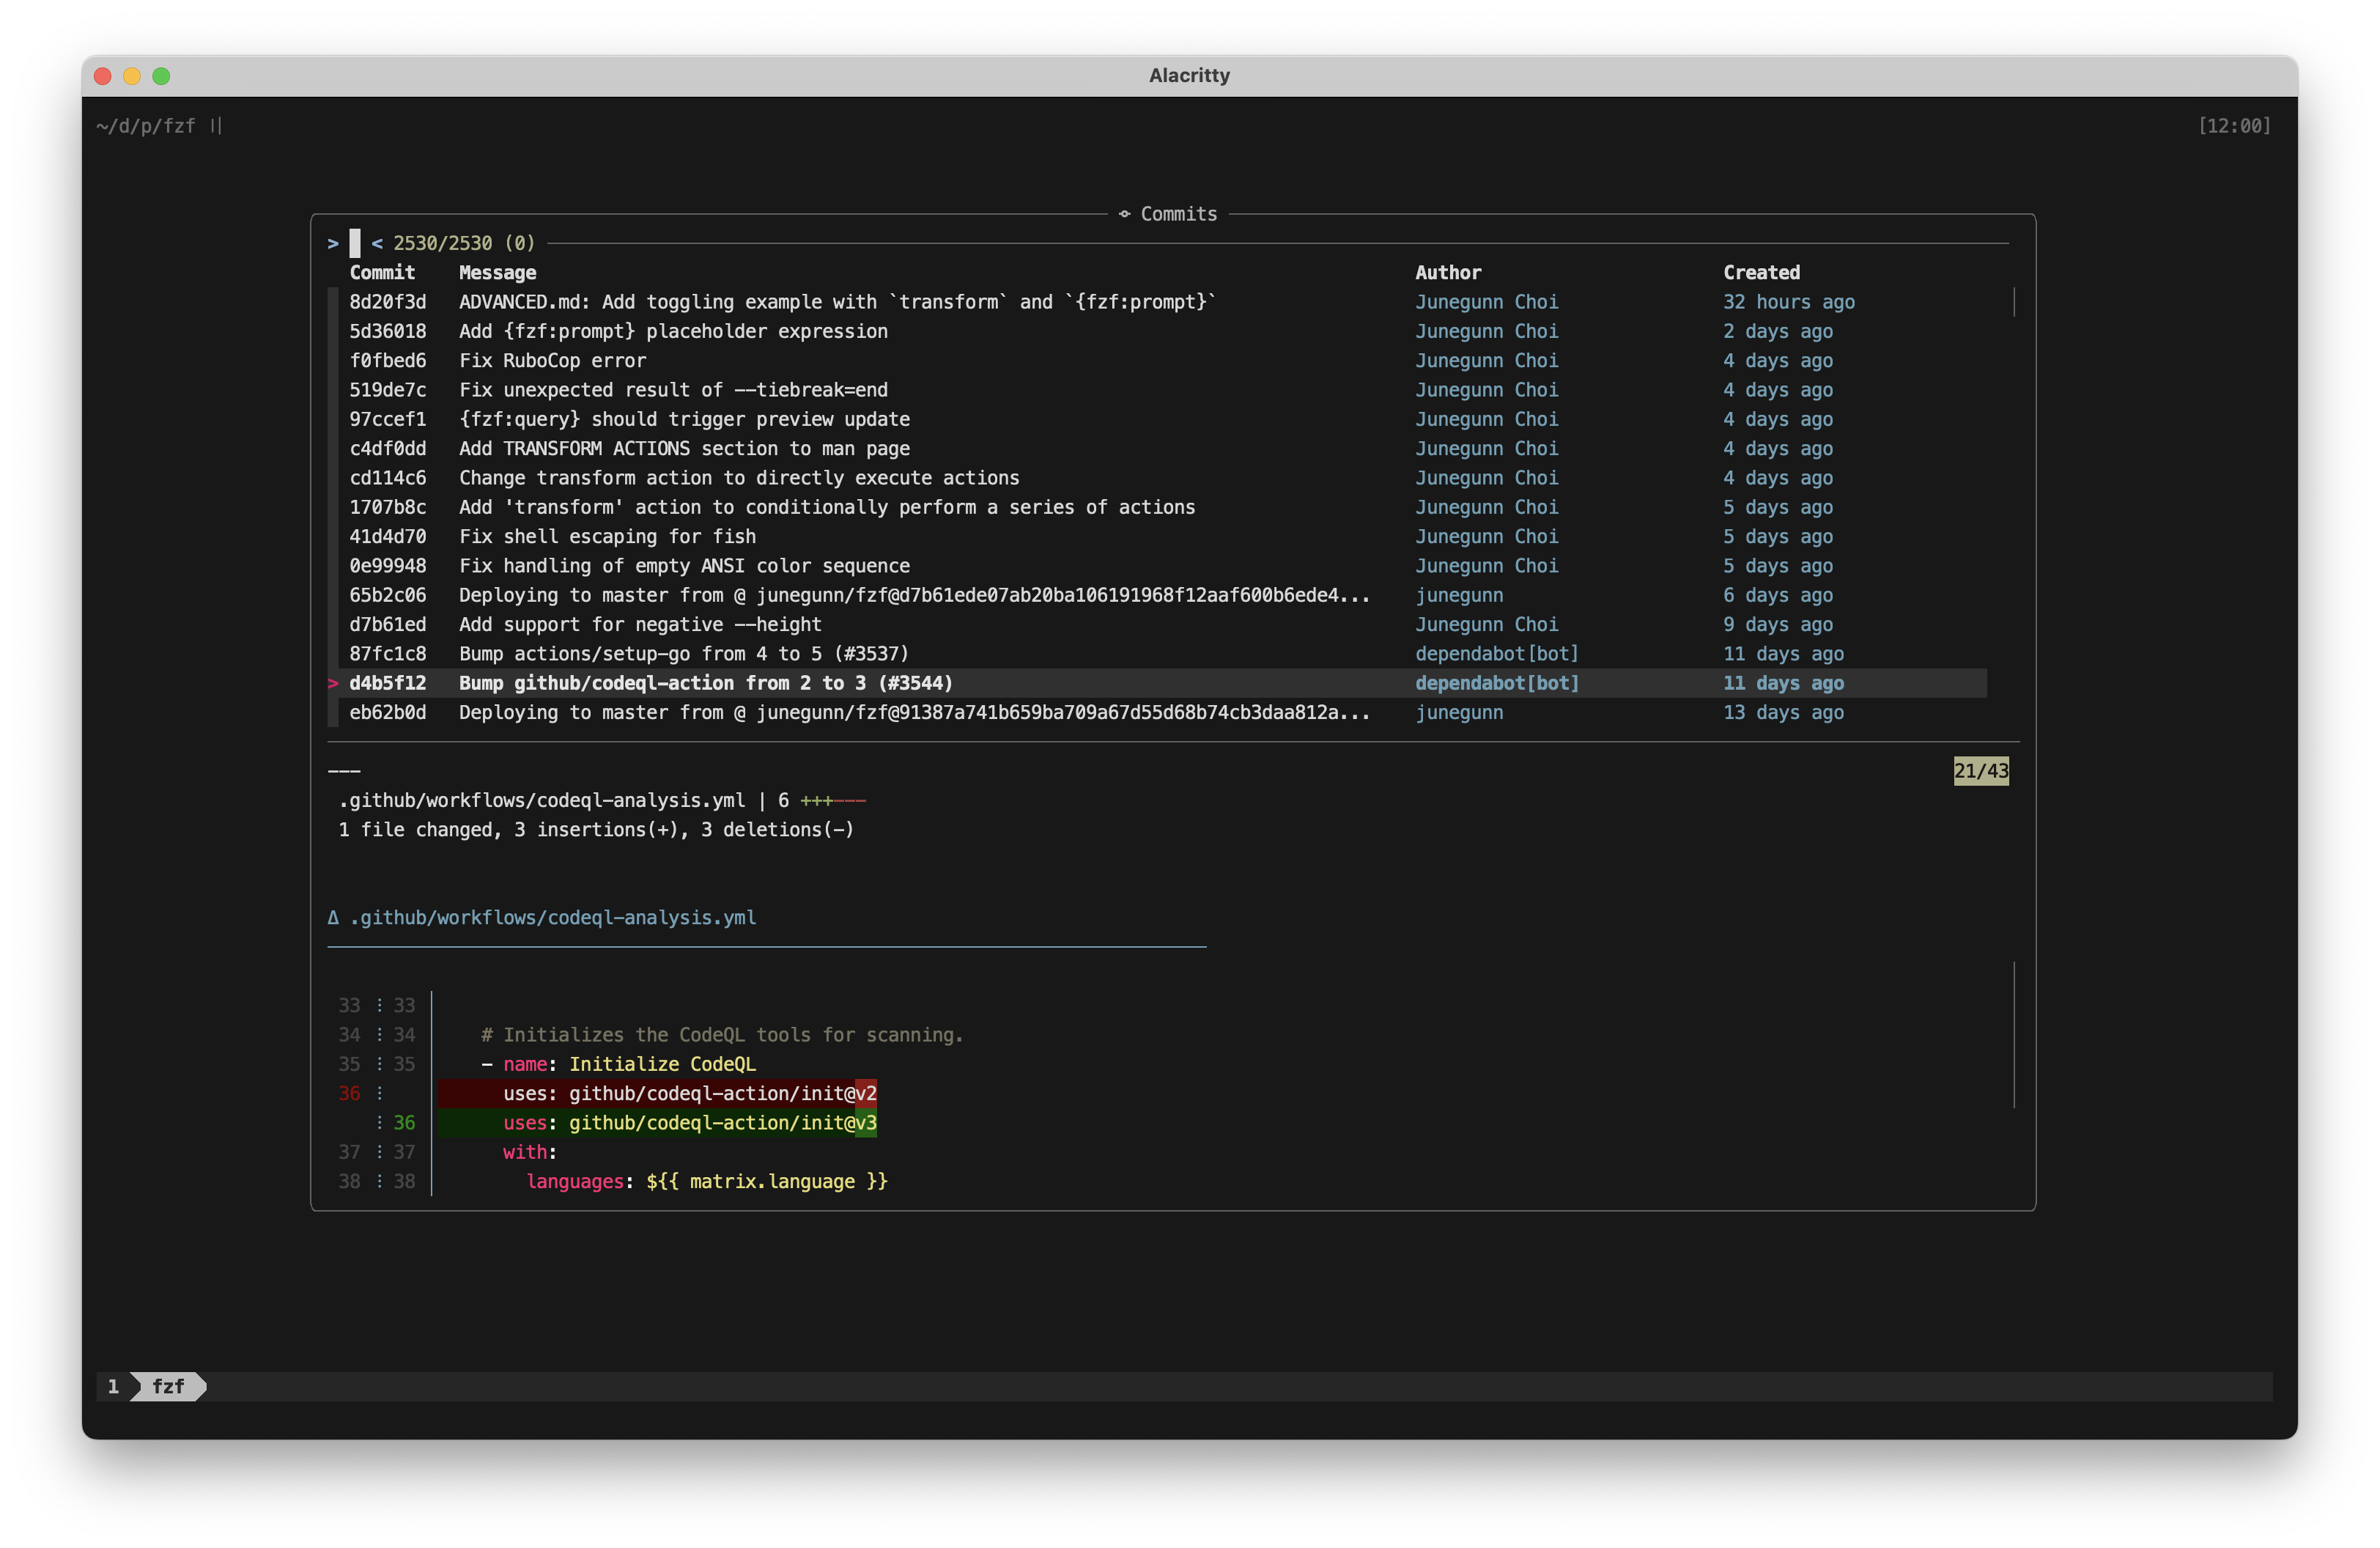 Alacritty
~/d/p/fzf || [12:00]
Commits
> < 2530/2530 (0)
Commit Message Author Created
8d20f3d ADVANCED.md: Add toggling example with `transform` and `{fzf:prompt}` Junegunn Choi 32 hours ago
5d36018 Add {fzf:prompt} placeholder expression Junegunn Choi 2 days ago
f0fbed6 Fix RuboCop error Junegunn Choi 4 days ago
519de7c Fix unexpected result of --tiebreak=end Junegunn Choi 4 days ago
97ccef1 {fzf:query} should trigger preview update Junegunn Choi 4 days ago
c4df0dd Add TRANSFORM ACTIONS section to man page Junegunn Choi 4 days ago
cd114c6 Change transform action to directly execute actions Junegunn Choi 4 days ago
1707b8c Add 'transform' action to conditionally perform a series of actions Junegunn Choi 5 days ago
41d4d70 Fix shell escaping for fish Junegunn Choi 5 days ago
0e99948 Fix handling of empty ANSI color sequence Junegunn Choi 5 days ago
65b2c06 Deploying to master from @ junegunn/fzf@d7b61ede07ab20ba106191968f12aaf600b6ede4... junegunn 6 days ago
d7b61ed Add support for negative --height Junegunn Choi 9 days ago
87fc1c8 Bump actions/setup-go from 4 to 5 (#3537) dependabot[bot] 11 days ago
> d4b5f12 Bump github/codeql-action from 2 to 3 (#3544) dependabot[bot] 11 days ago
eb62b0d Deploying to master from @ junegunn/fzf@91387a741b659ba709a67d55d68b74cb3daa812a... junegunn 13 days ago
--- 21/43
.github/workflows/codeql-analysis.yml | 6 +++---
1 file changed, 3 insertions(+), 3 deletions(-)
Δ .github/workflows/codeql-analysis.yml
33 ⋮ 33
34 ⋮ 34 # Initializes the CodeQL tools for scanning.
35 ⋮ 35 - name: Initialize CodeQL
36 ⋮ uses: github/codeql-action/init@v2
⋮ 36 uses: github/codeql-action/init@v3
37 ⋮ 37 with:
38 ⋮ 38 languages: ${{ matrix.language }}
1 fzf